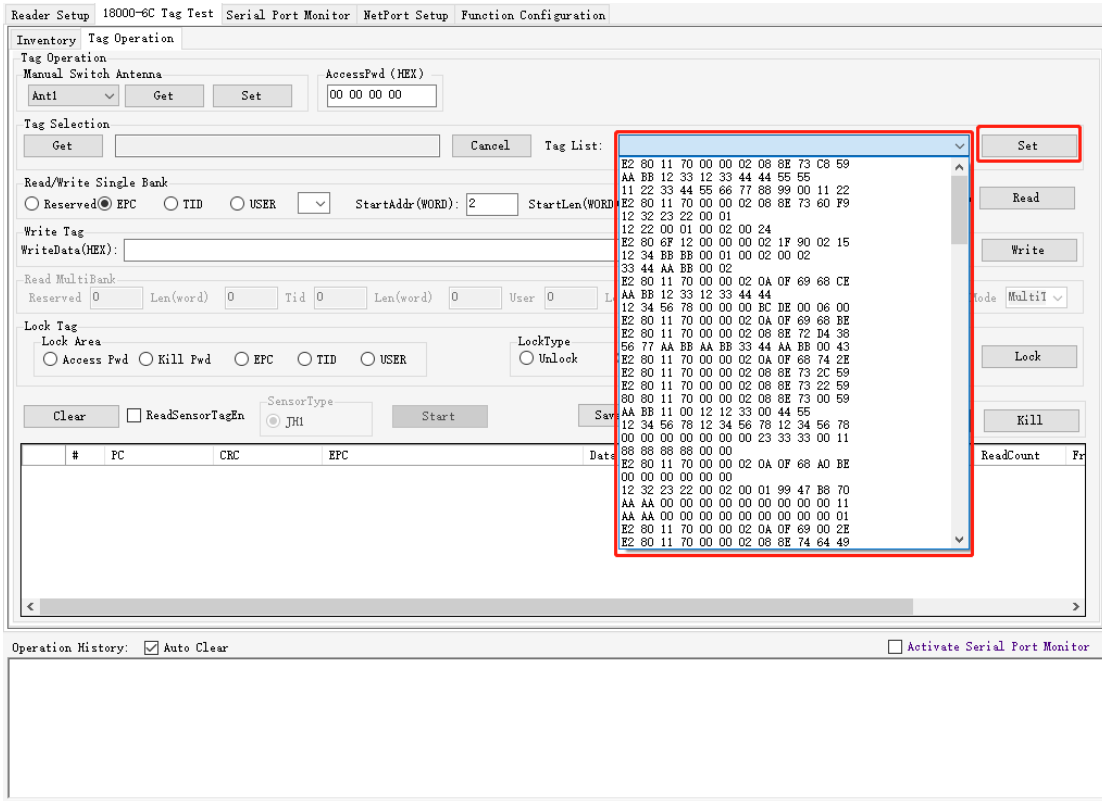 Reader Setup 18000-6C Tag Test Serial Port Monitor NetPort Setup Function Configuration
Inventory Tag Operation
Tag Operation
Manual Switch Antenna AccessPwd (HEX)
Ant1 Get Set 00 00 00 00
Tag Selection
Get Cancel Tag List: Set
E2 80 11 70 00 00 02 08 8E 73 C8 59
AA BB 12 33 12 33 44 44 55 55
11 22 33 44 55 66 77 88 99 00 11 22
E2 80 11 70 00 00 02 08 8E 73 60 F9
12 32 23 22 00 01
12 22 00 01 00 02 00 24
E2 80 6F 12 00 00 00 02 1F 90 02 15
12 34 BB BB 00 01 00 02 00 02
33 44 AA BB 00 02
E2 80 11 70 00 00 02 0A 0F 69 68 CE
AA BB 12 33 12 33 44 44
12 34 56 78 00 00 00 BC DE 00 06 00
E2 80 11 70 00 00 02 0A 0F 69 68 BE
E2 80 11 70 00 00 02 08 8E 72 D4 38
56 77 AA BB AA BB 33 44 AA BB 00 43
E2 80 11 70 00 00 02 0A 0F 68 74 2E
E2 80 11 70 00 00 02 08 8E 73 2C 59
E2 80 11 70 00 00 02 08 8E 73 22 59
80 80 11 70 00 00 02 08 8E 73 00 59
AA BB 11 00 12 12 33 00 44 55
12 34 56 78 12 34 56 78 12 34 56 78
00 00 00 00 00 00 00 23 33 33 00 11
88 88 88 88 00 00
E2 80 11 70 00 00 02 0A 0F 68 A0 BE
00 00 00 00 00 00
12 32 23 22 00 02 00 01 99 47 B8 70
AA AA 00 00 00 00 00 00 00 00 00 11
AA AA 00 00 00 00 00 00 00 00 00 01
E2 80 11 70 00 00 02 0A 0F 69 00 2E
E2 80 11 70 00 00 02 08 8E 74 64 49
Read/Write Single Bank
Reserved EPC TID USER StartAddr(WORD): 2 StartLen(WORD Read
Write Tag
WriteData(HEX): Write
Read MultiBank
Reserved 0 Len(word) 0 Tid 0 Len(word) 0 User 0 L Mode MultiT
Lock Tag
Lock Area LockType
Access Pwd Kill Pwd EPC TID USER Unlock Lock
SensorType
Clear ReadSensorTagEn JM1 Start Sav Kill
# PC CRC EPC Data ReadCount Fr
Operation History: Auto Clear Activate Serial Port Monitor